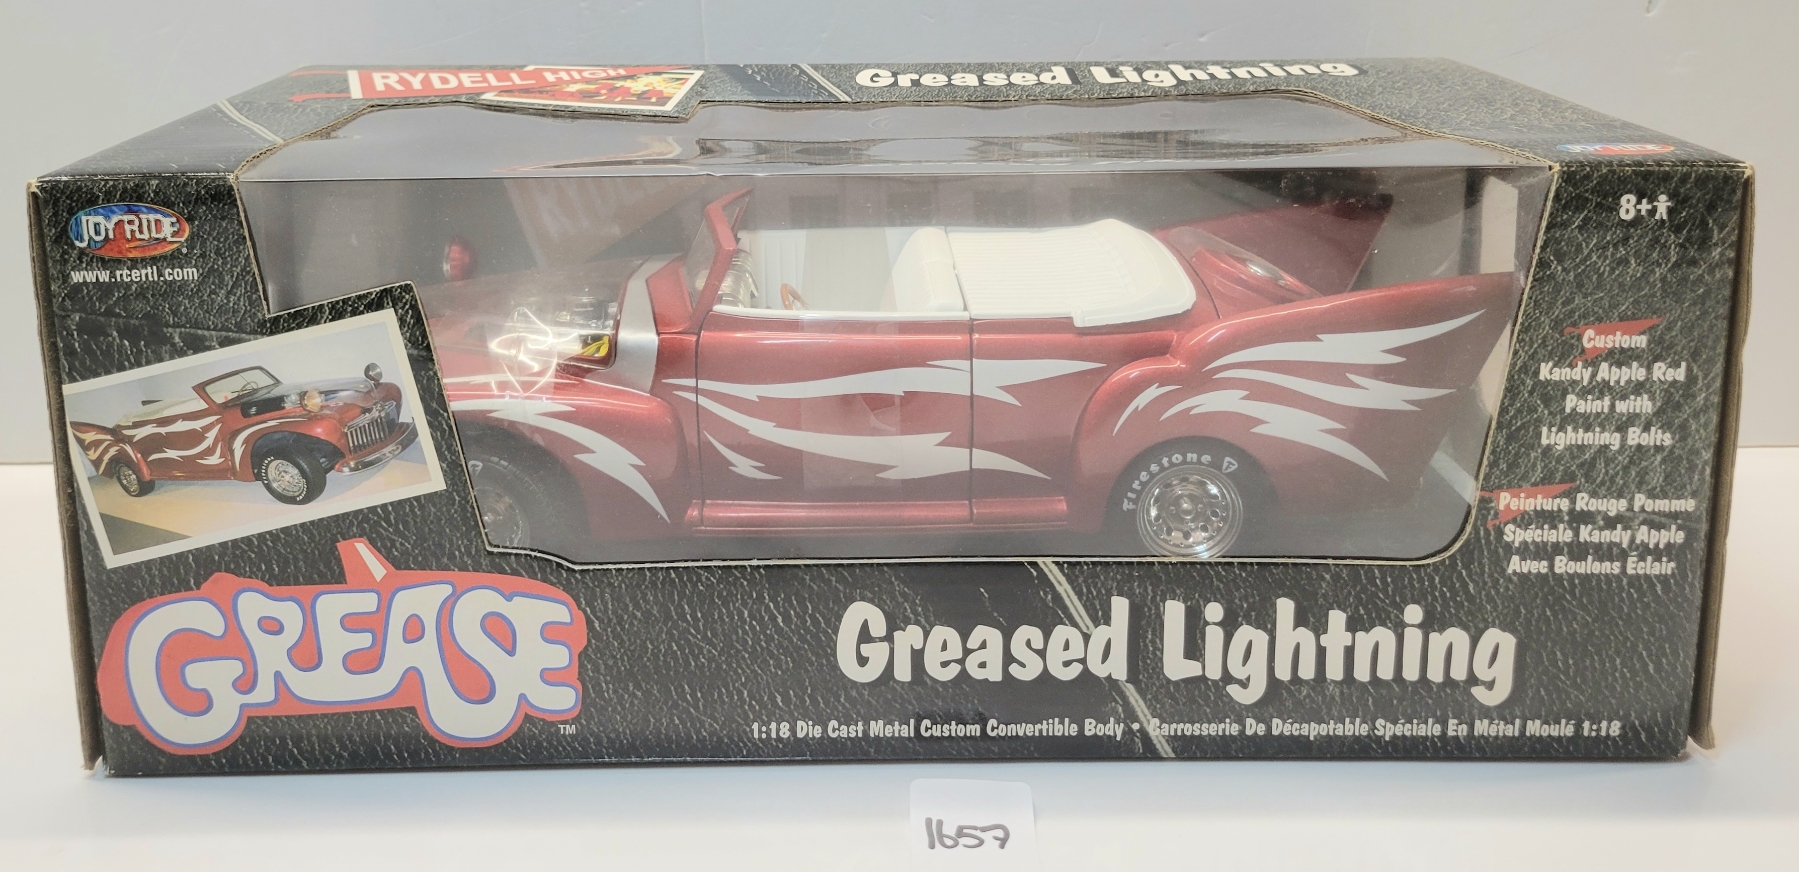 RYDELL HIGH
Greased Lightning
JOYRIDE
JOYRIDE
www.rcertl.com
8+
Custom
Kandy Apple Red
Paint with
Lightning Bolts
Peinture Rouge Pomme
Spéciale Kandy Apple
Avec Boulons Éclair
Firestone F
GREASE
TM
Greased Lightning
1:18 Die Cast Metal Custom Convertible Body • Carrosserie De Décapotable Spéciale En Métal Moulé 1:18
1657